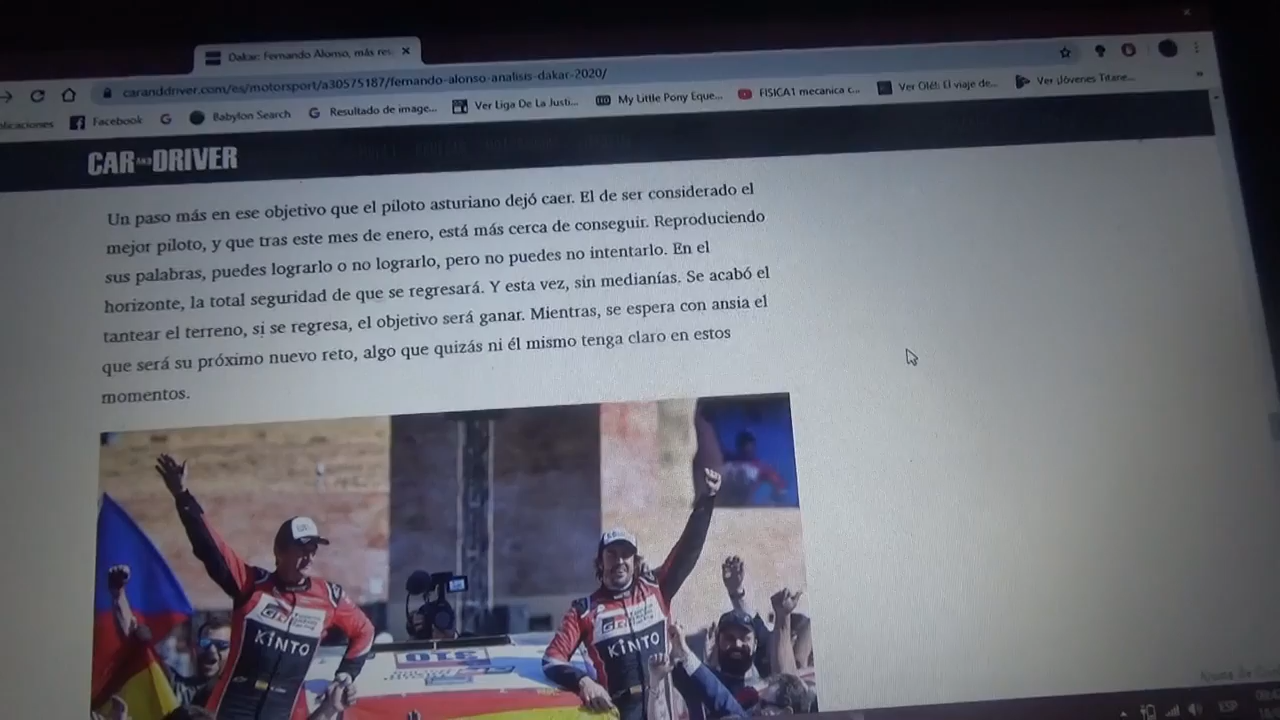 Dakar: Fernando Alonso, más res
caranddriver.com/es/motorsport/a30575187/fernando-alonso-analisis-dakar-2020/
plicaciones Facebook Babylon Search Resultado de image... Ver Liga De La Justi... My Little Pony Eque... FISICA1 mecanica c... Ver Olé!: El viaje de... Ver ¡Jóvenes Titane...
CAR AND DRIVER
Un paso más en ese objetivo que el piloto asturiano dejó caer. El de ser considerado el
mejor piloto, y que tras este mes de enero, está más cerca de conseguir. Reproduciendo
sus palabras, puedes lograrlo o no lograrlo, pero no puedes no intentarlo. En el
horizonte, la total seguridad de que se regresará. Y esta vez, sin medianías. Se acabó el
tantear el terreno, si se regresa, el objetivo será ganar. Mientras, se espera con ansia el
que será su próximo nuevo reto, algo que quizás ni él mismo tenga claro en estos
momentos.
GR
KINTO
GR
KINTO
310
ESP